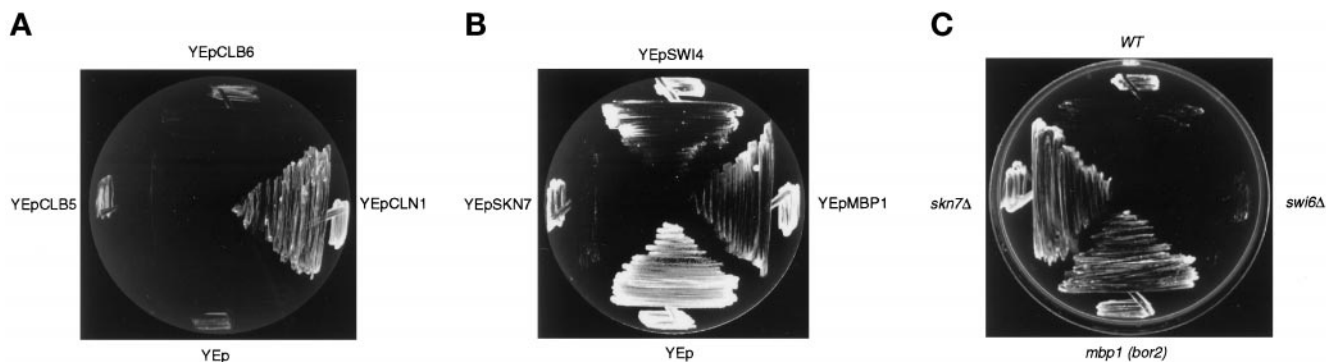 A
B
C
YEpCLB6
YEpSWI4
WT
YEpCLB5
YEpCLN1
YEpSKN7
YEpMBP1
skn7Δ
swi6Δ
YEp
YEp
mbp1 (bor2)